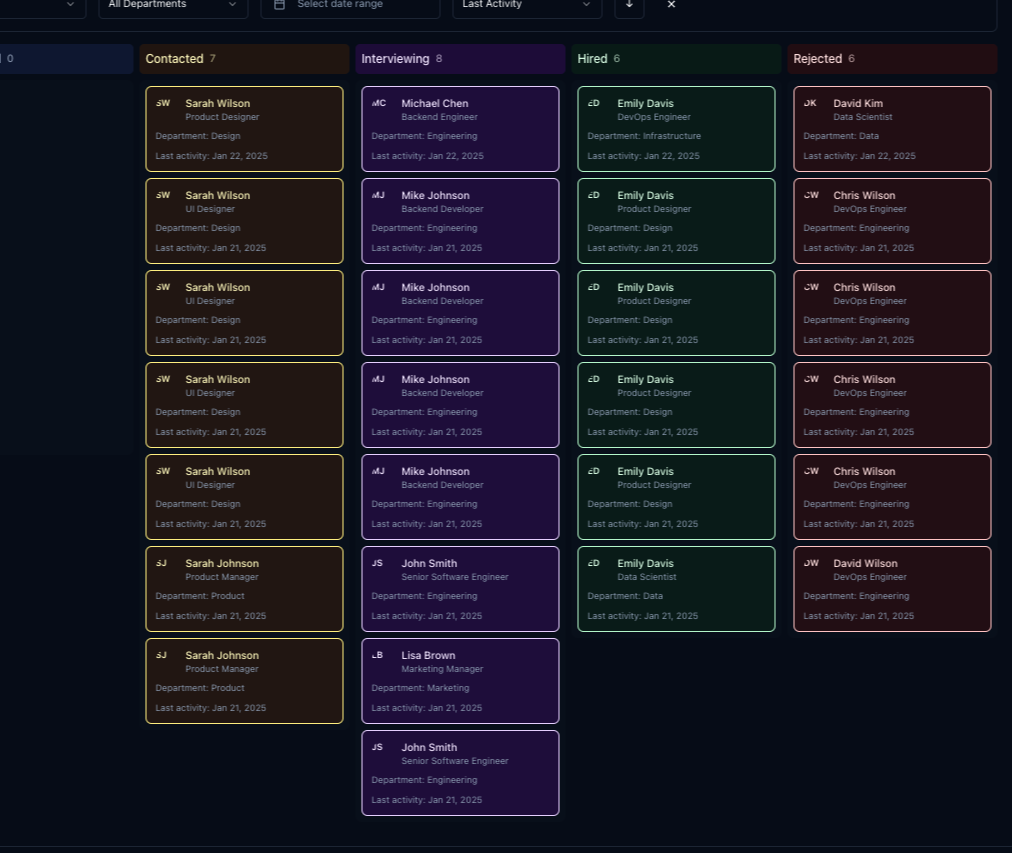 All Departments
Select date range
Last Activity
0
Contacted 7
SW Sarah Wilson
Product Designer
Department: Design
Last activity: Jan 22, 2025
SW Sarah Wilson
UI Designer
Department: Design
Last activity: Jan 21, 2025
SW Sarah Wilson
UI Designer
Department: Design
Last activity: Jan 21, 2025
SW Sarah Wilson
UI Designer
Department: Design
Last activity: Jan 21, 2025
SW Sarah Wilson
UI Designer
Department: Design
Last activity: Jan 21, 2025
SJ Sarah Johnson
Product Manager
Department: Product
Last activity: Jan 21, 2025
SJ Sarah Johnson
Product Manager
Department: Product
Last activity: Jan 21, 2025
Interviewing 8
MC Michael Chen
Backend Engineer
Department: Engineering
Last activity: Jan 22, 2025
MJ Mike Johnson
Backend Developer
Department: Engineering
Last activity: Jan 21, 2025
MJ Mike Johnson
Backend Developer
Department: Engineering
Last activity: Jan 21, 2025
MJ Mike Johnson
Backend Developer
Department: Engineering
Last activity: Jan 21, 2025
MJ Mike Johnson
Backend Developer
Department: Engineering
Last activity: Jan 21, 2025
JS John Smith
Senior Software Engineer
Department: Engineering
Last activity: Jan 21, 2025
LB Lisa Brown
Marketing Manager
Department: Marketing
Last activity: Jan 21, 2025
JS John Smith
Senior Software Engineer
Department: Engineering
Last activity: Jan 21, 2025
Hired 6
ED Emily Davis
DevOps Engineer
Department: Infrastructure
Last activity: Jan 22, 2025
ED Emily Davis
Product Designer
Department: Design
Last activity: Jan 21, 2025
ED Emily Davis
Product Designer
Department: Design
Last activity: Jan 21, 2025
ED Emily Davis
Product Designer
Department: Design
Last activity: Jan 21, 2025
ED Emily Davis
Product Designer
Department: Design
Last activity: Jan 21, 2025
ED Emily Davis
Data Scientist
Department: Data
Last activity: Jan 21, 2025
Rejected 6
DK David Kim
Data Scientist
Department: Data
Last activity: Jan 22, 2025
CW Chris Wilson
DevOps Engineer
Department: Engineering
Last activity: Jan 21, 2025
CW Chris Wilson
DevOps Engineer
Department: Engineering
Last activity: Jan 21, 2025
CW Chris Wilson
DevOps Engineer
Department: Engineering
Last activity: Jan 21, 2025
CW Chris Wilson
DevOps Engineer
Department: Engineering
Last activity: Jan 21, 2025
DW David Wilson
DevOps Engineer
Department: Engineering
Last activity: Jan 21, 2025